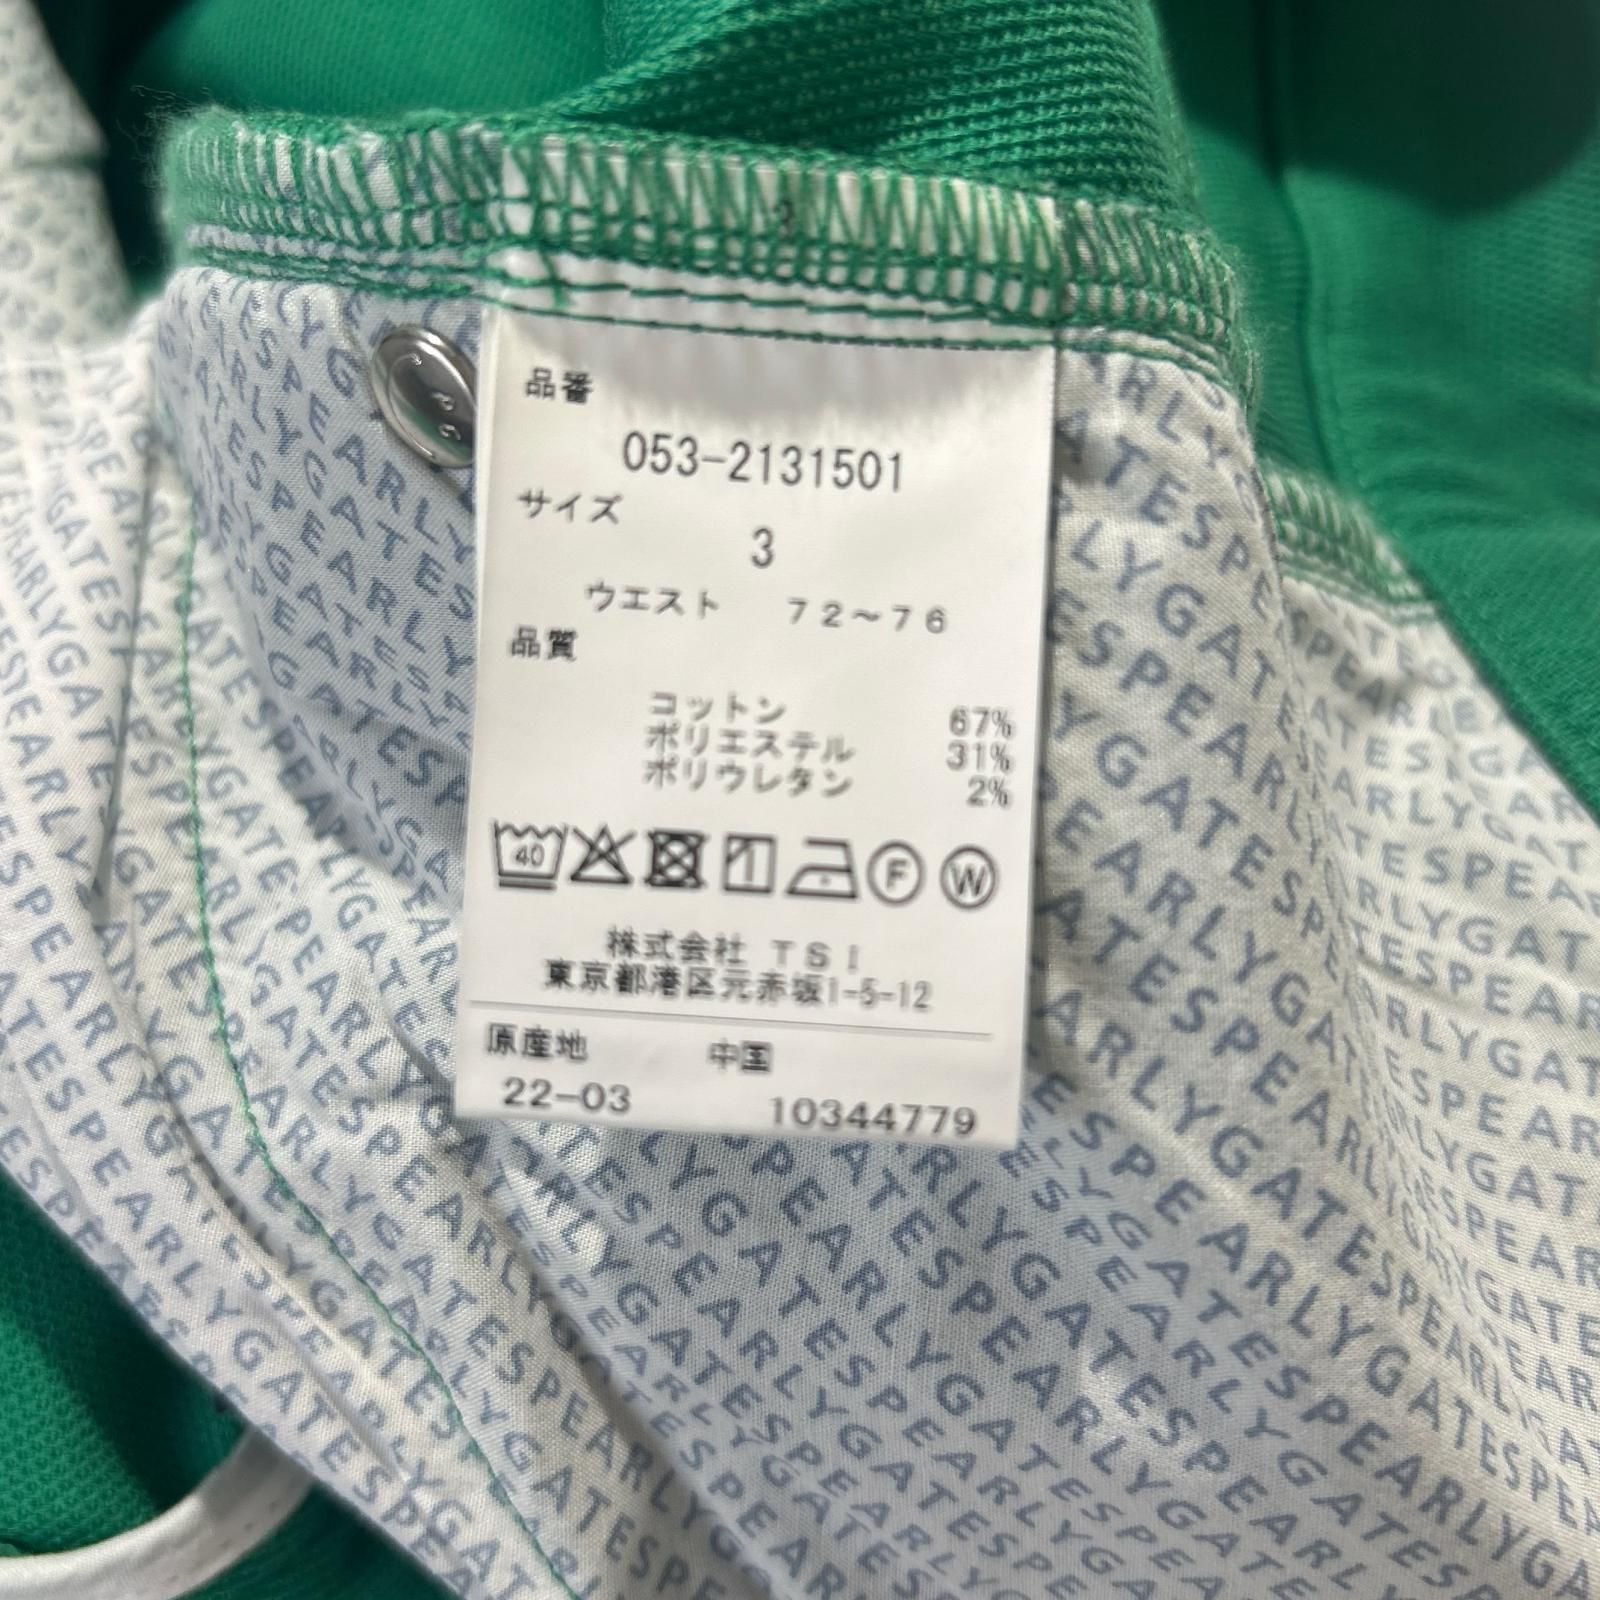 品番
053-2131501
サイズ
3
ウエスト 72～76
品質
コットン 67%
ポリエステル 31%
ポリウレタン 2%
40 F W
株式会社 TSI
東京都港区元赤坂1-5-12
原産地 中国
22-03 10344779
PEARLYGATES